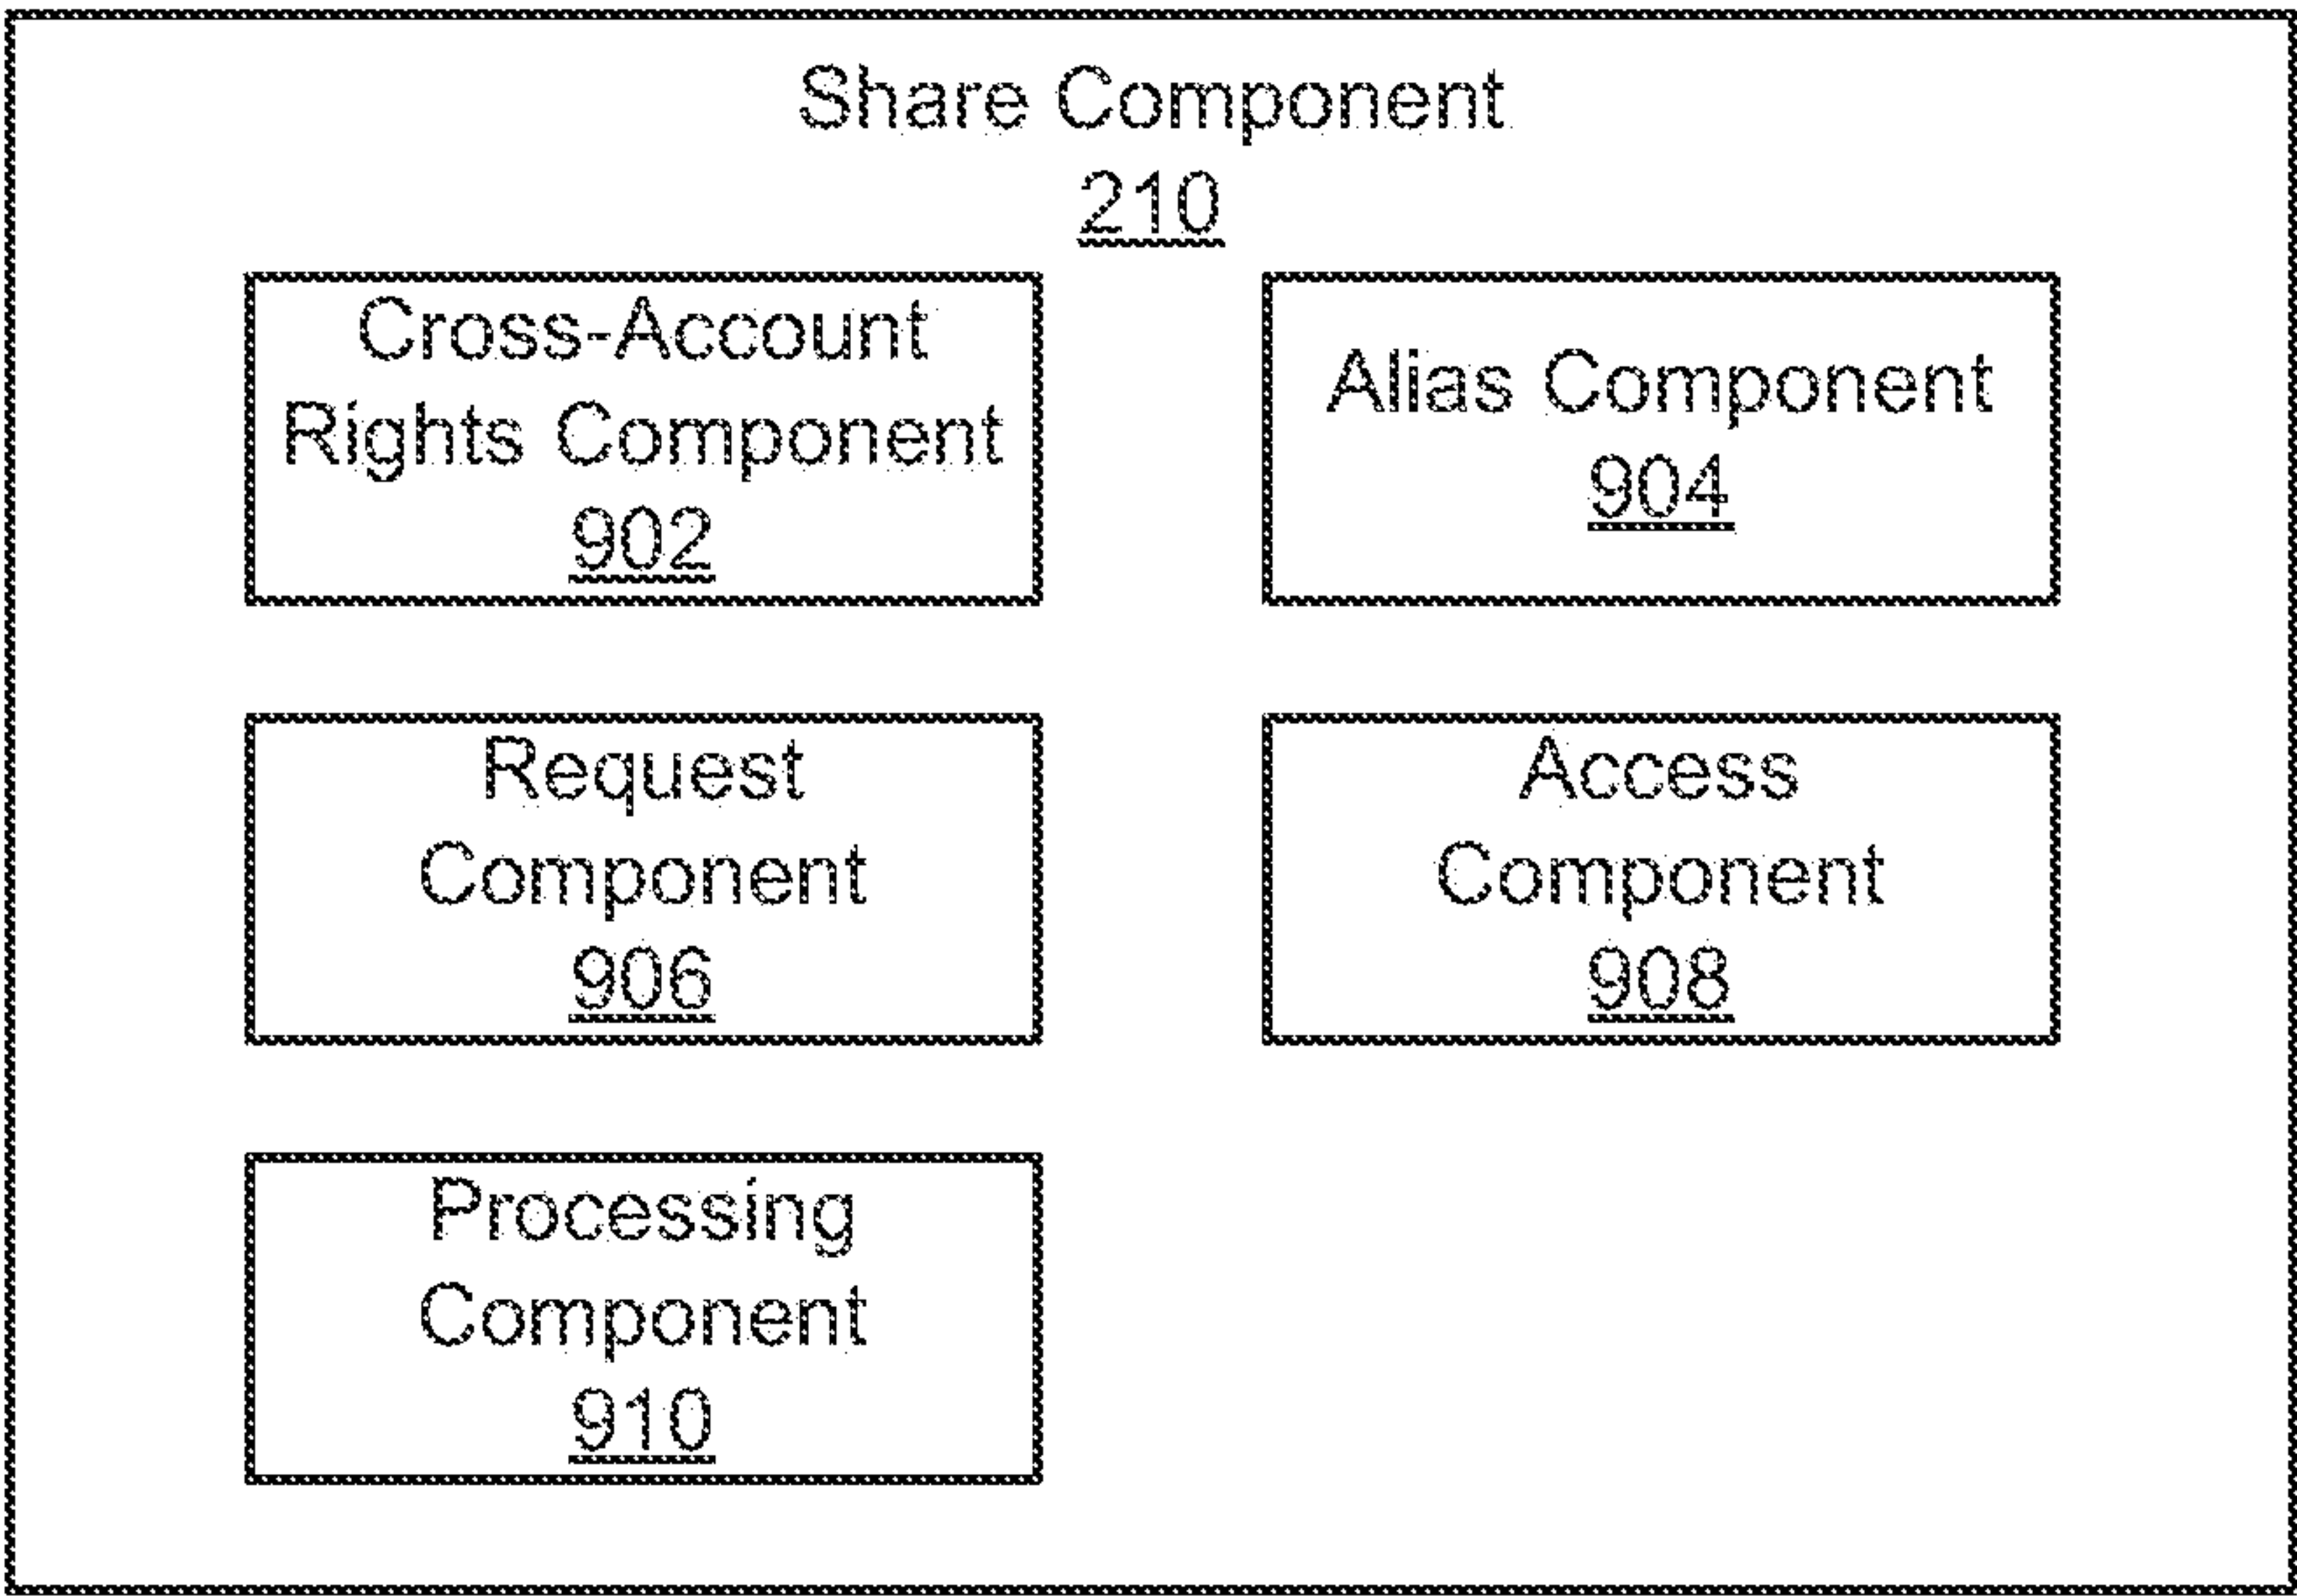 Share Component
210
Cross-Account
Rights Component
902
Alias Component
904
Request
Component
906
Access
Component
908
Processing
Component
910